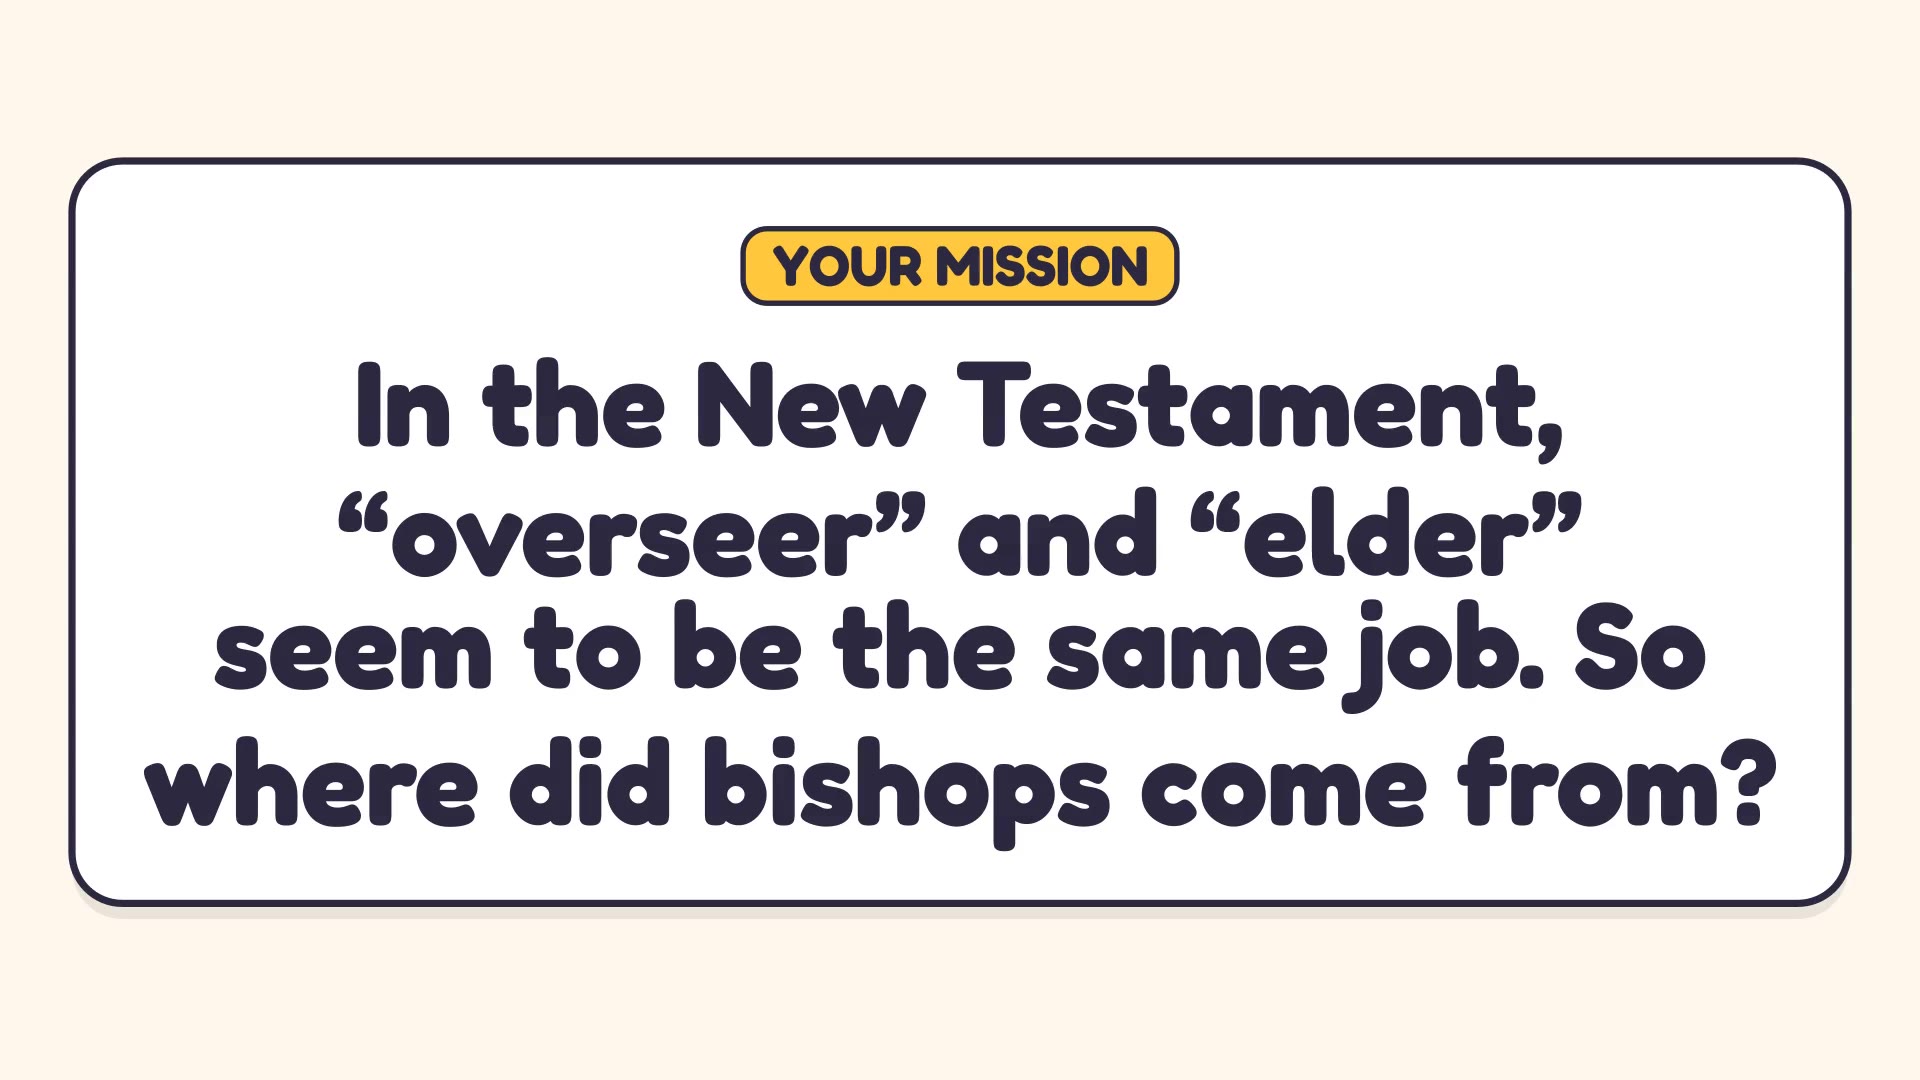 YOUR MISSION
In the New Testament,
“overseer” and “elder”
seem to be the same job. So
where did bishops come from?